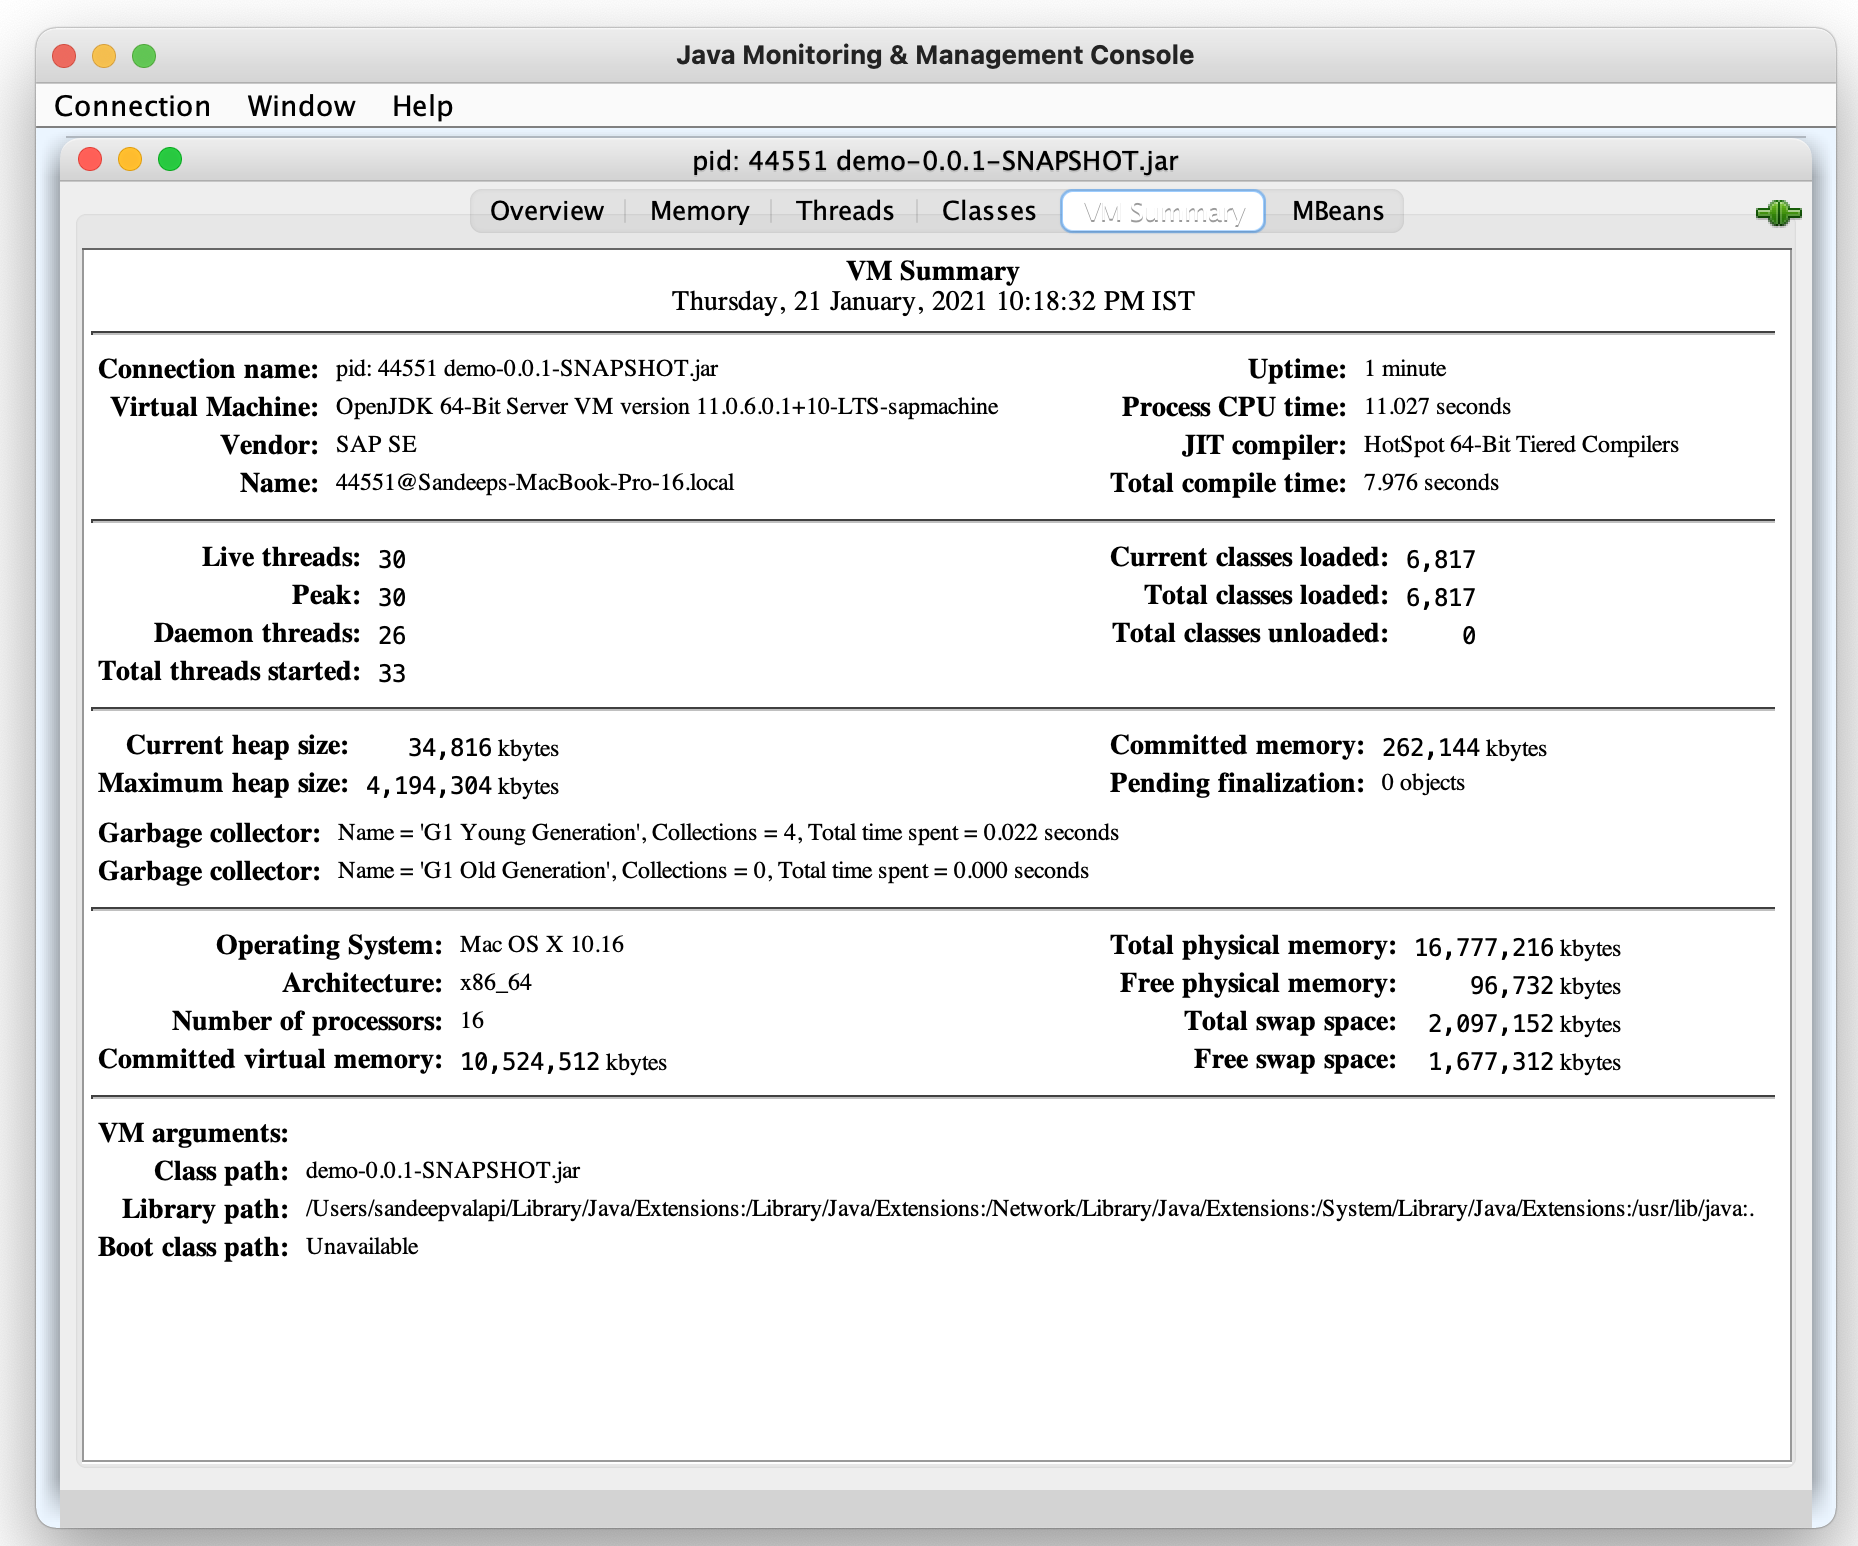 Java Monitoring & Management Console
Connection Window Help
pid: 44551 demo-0.0.1-SNAPSHOT.jar
Overview Memory Threads Classes VM Summary MBeans
VM Summary
Thursday, 21 January, 2021 10:18:32 PM IST
Connection name: pid: 44551 demo-0.0.1-SNAPSHOT.jar
Uptime: 1 minute
Virtual Machine: OpenJDK 64-Bit Server VM version 11.0.6.0.1+10-LTS-sapmachine
Process CPU time: 11.027 seconds
Vendor: SAP SE
JIT compiler: HotSpot 64-Bit Tiered Compilers
Name: 44551@Sandeeps-MacBook-Pro-16.local
Total compile time: 7.976 seconds
Live threads: 30
Current classes loaded: 6,817
Peak: 30
Total classes loaded: 6,817
Daemon threads: 26
Total classes unloaded: 0
Total threads started: 33
Current heap size: 34,816 kbytes
Committed memory: 262,144 kbytes
Maximum heap size: 4,194,304 kbytes
Pending finalization: 0 objects
Garbage collector: Name = 'G1 Young Generation', Collections = 4, Total time spent = 0.022 seconds
Garbage collector: Name = 'G1 Old Generation', Collections = 0, Total time spent = 0.000 seconds
Operating System: Mac OS X 10.16
Total physical memory: 16,777,216 kbytes
Architecture: x86_64
Free physical memory: 96,732 kbytes
Number of processors: 16
Total swap space: 2,097,152 kbytes
Committed virtual memory: 10,524,512 kbytes
Free swap space: 1,677,312 kbytes
VM arguments:
Class path: demo-0.0.1-SNAPSHOT.jar
Library path: /Users/sandeepvalapi/Library/Java/Extensions:/Library/Java/Extensions:/Network/Library/Java/Extensions:/System/Library/Java/Extensions:/usr/lib/java:.
Boot class path: Unavailable